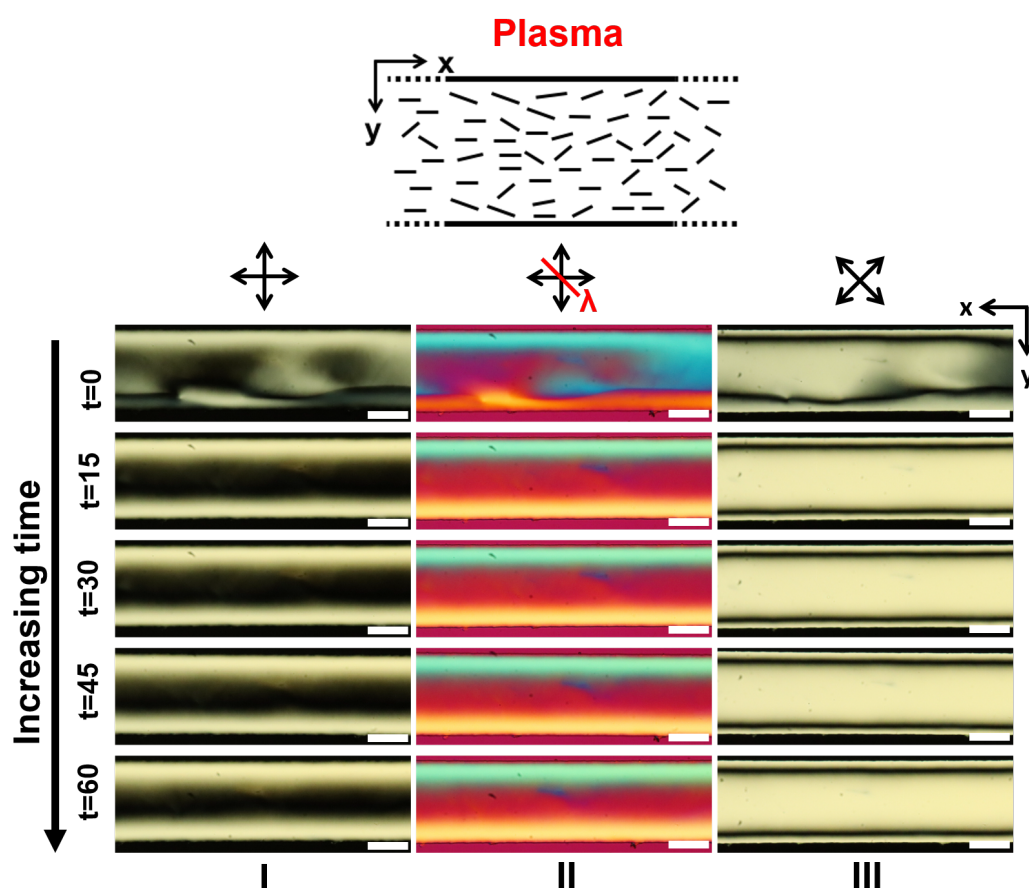 Plasma
x
y
λ
x
y
Increasing time
t=0
t=15
t=30
t=45
t=60
I
II
III